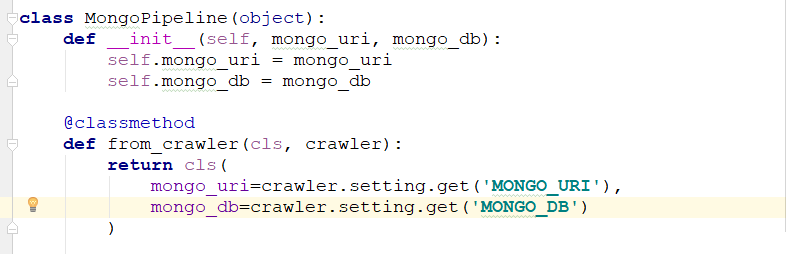 class MongoPipeline(object):
    def __init__(self, mongo_uri, mongo_db):
        self.mongo_uri = mongo_uri
        self.mongo_db = mongo_db
    @classmethod
    def from_crawler(cls, crawler):
        return cls(
            mongo_uri=crawler.setting.get('MONGO_URI'),
            mongo_db=crawler.setting.get('MONGO_DB')
        )